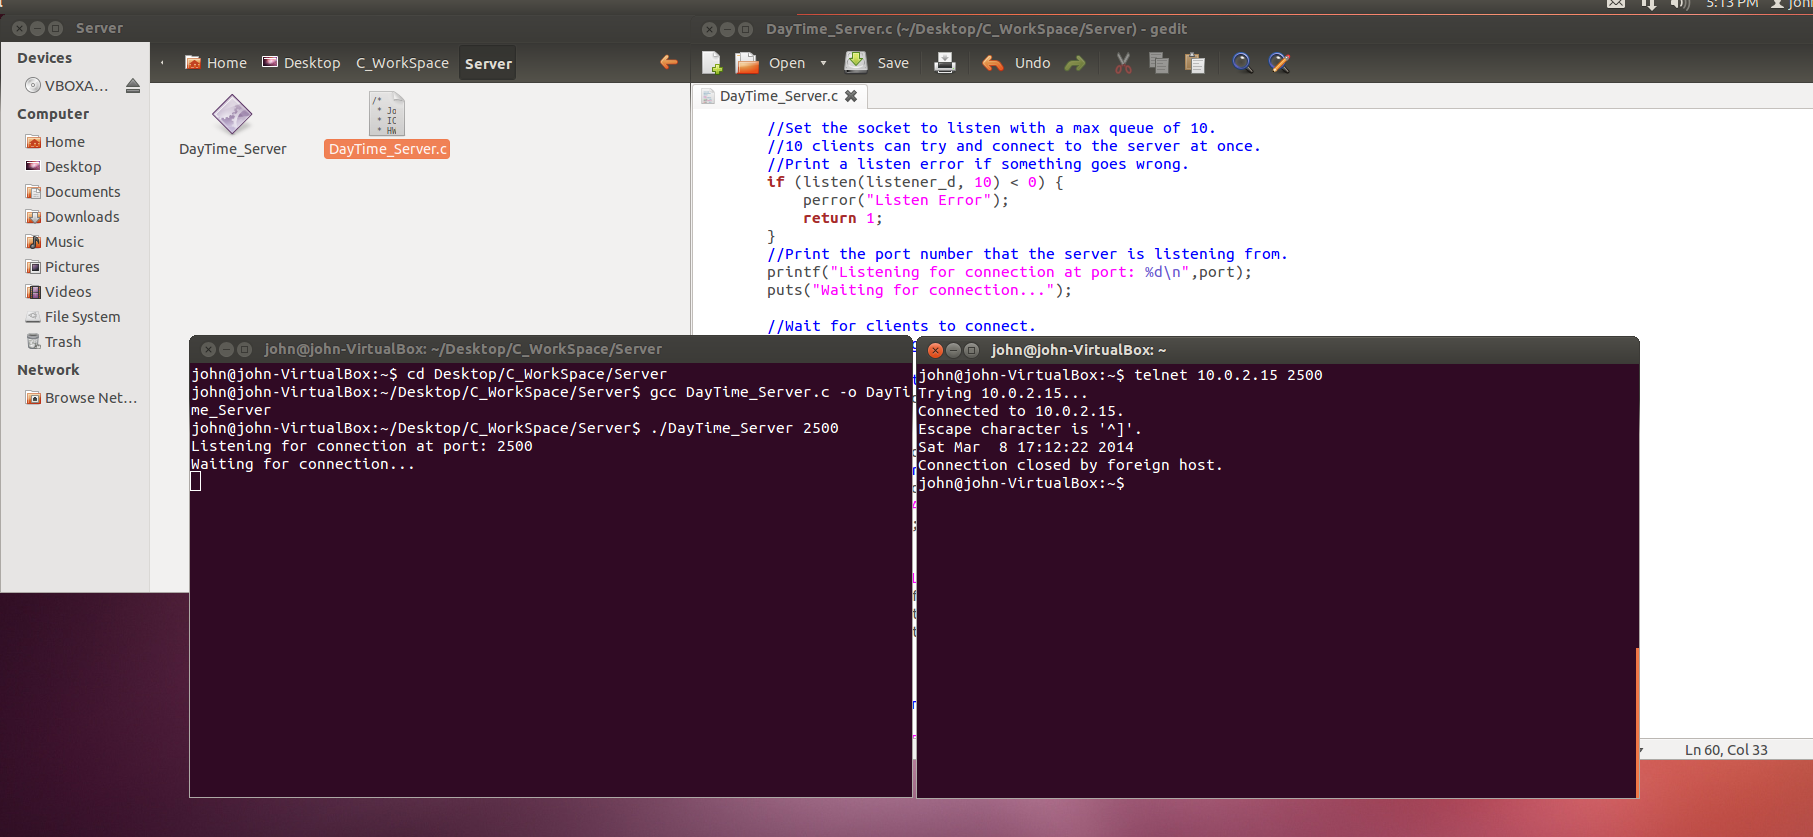 5:13 PM
Server
Devices
VBOXA...
Computer
Home
Desktop
Documents
Downloads
Music
Pictures
Videos
File System
Trash
Network
Browse Net...
Home Desktop C_WorkSpace Server
DayTime_Server
DayTime_Server.c
/*
* Jo
* IC
* HW
DayTime_Server.c (~/Desktop/C_WorkSpace/Server) - gedit
Open Save Undo
DayTime_Server.c
//Set the socket to listen with a max queue of 10.
//10 clients can try and connect to the server at once.
//Print a listen error if something goes wrong.
if (listen(listener_d, 10) < 0) {
perror("Listen Error");
return 1;
}
//Print the port number that the server is listening from.
printf("Listening for connection at port: %d\n",port);
puts("Waiting for connection...");
//Wait for clients to connect.
Ln 60, Col 33
john@john-VirtualBox: ~/Desktop/C_WorkSpace/Server
john@john-VirtualBox:~$ cd Desktop/C_WorkSpace/Server
john@john-VirtualBox:~/Desktop/C_WorkSpace/Server$ gcc DayTime_Server.c -o DayTi
me_Server
john@john-VirtualBox:~/Desktop/C_WorkSpace/Server$ ./DayTime_Server 2500
Listening for connection at port: 2500
Waiting for connection...
john@john-VirtualBox: ~
john@john-VirtualBox:~$ telnet 10.0.2.15 2500
Trying 10.0.2.15...
Connected to 10.0.2.15.
Escape character is '^]'.
Sat Mar  8 17:12:22 2014
Connection closed by foreign host.
john@john-VirtualBox:~$